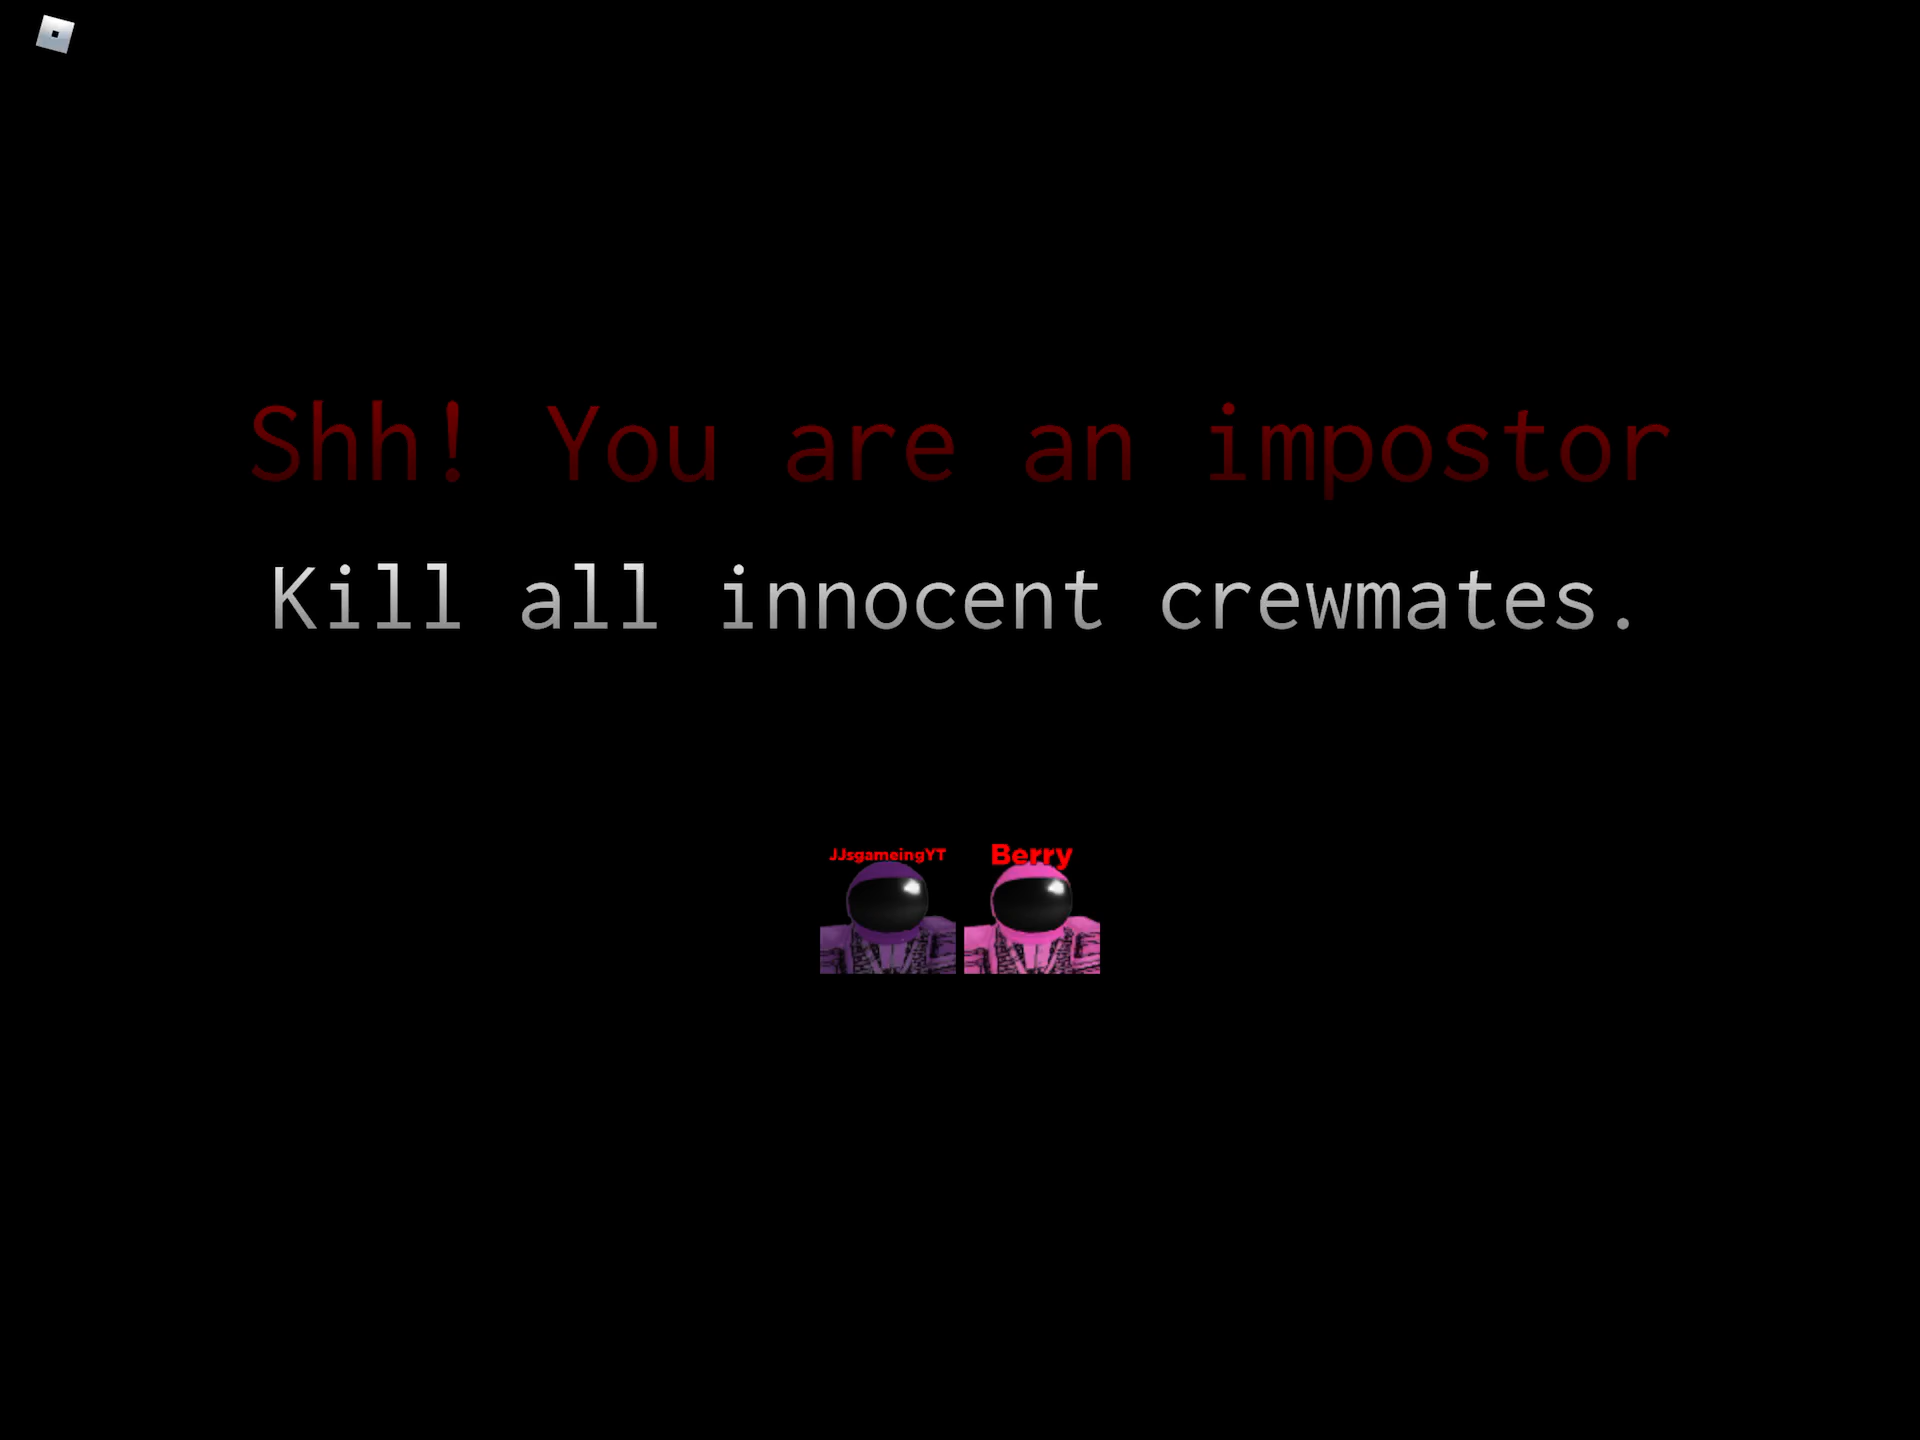 Shh! You are an impostor
Kill all innocent crewmates.
JJsgameingYT Berry